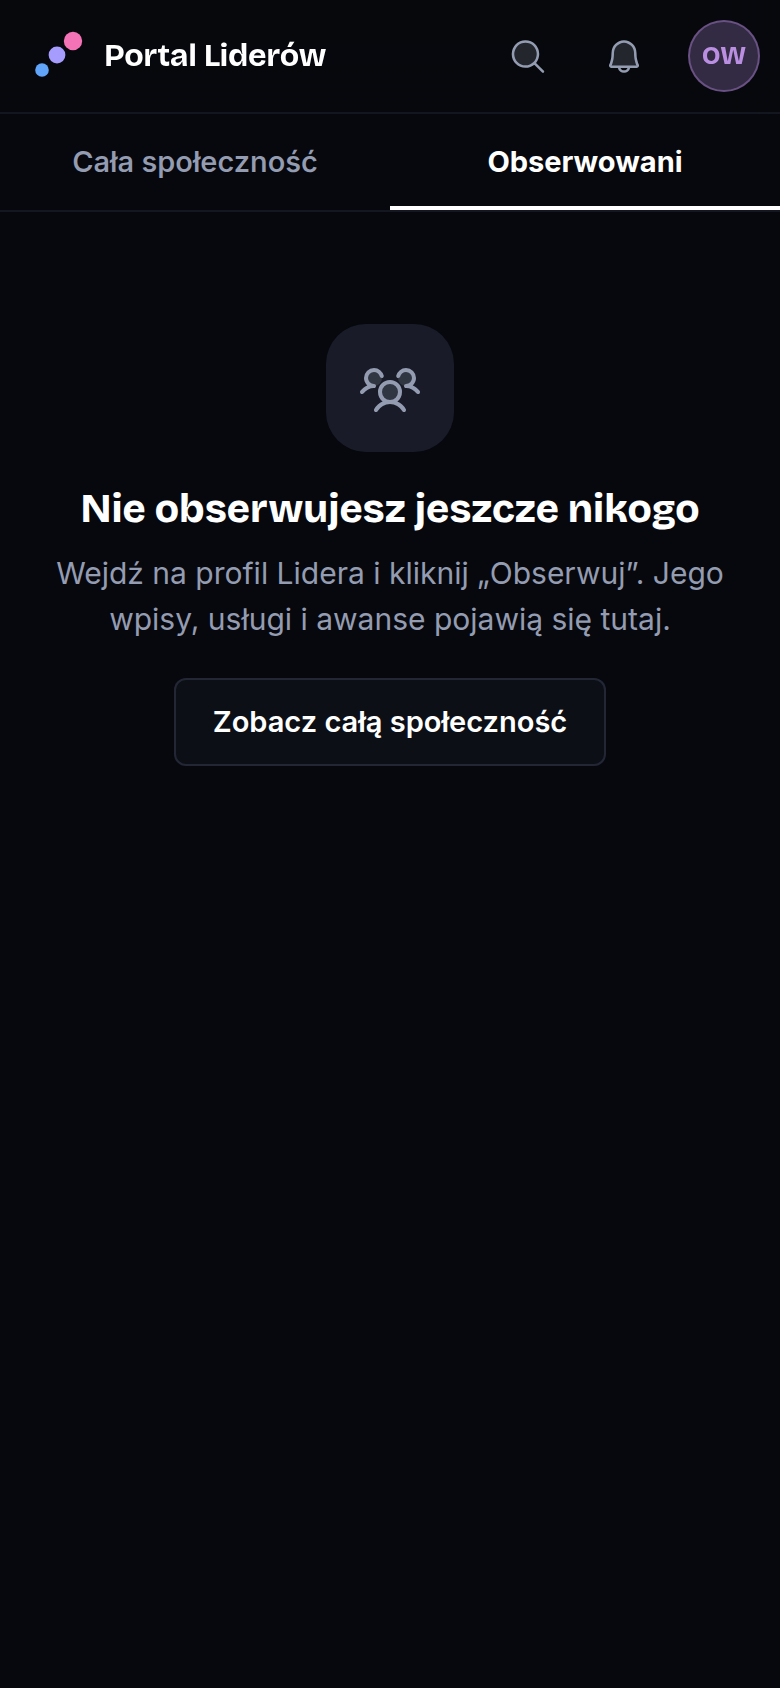 Portal Liderów
OW
Cała społeczność
Obserwowani
Nie obserwujesz jeszcze nikogo
Wejdź na profil Lidera i kliknij „Obserwuj”. Jego
wpisy, usługi i awanse pojawią się tutaj.
Zobacz całą społeczność